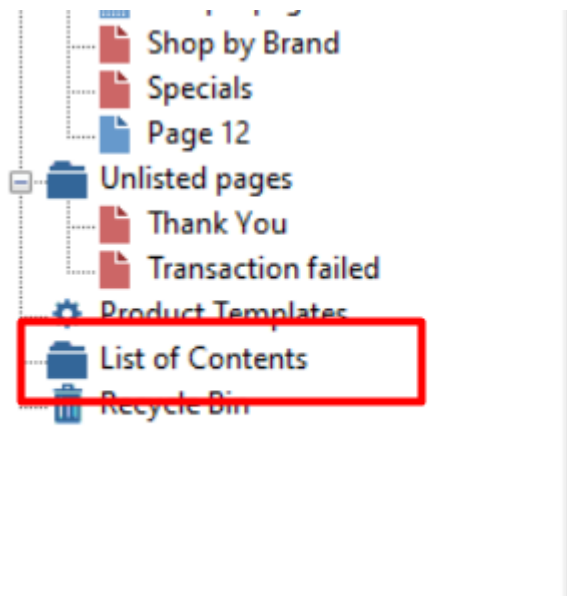 Shop by Brand
Specials
Page 12
Unlisted pages
Thank You
Transaction failed
Product Templates
List of Contents
Recycle Bin